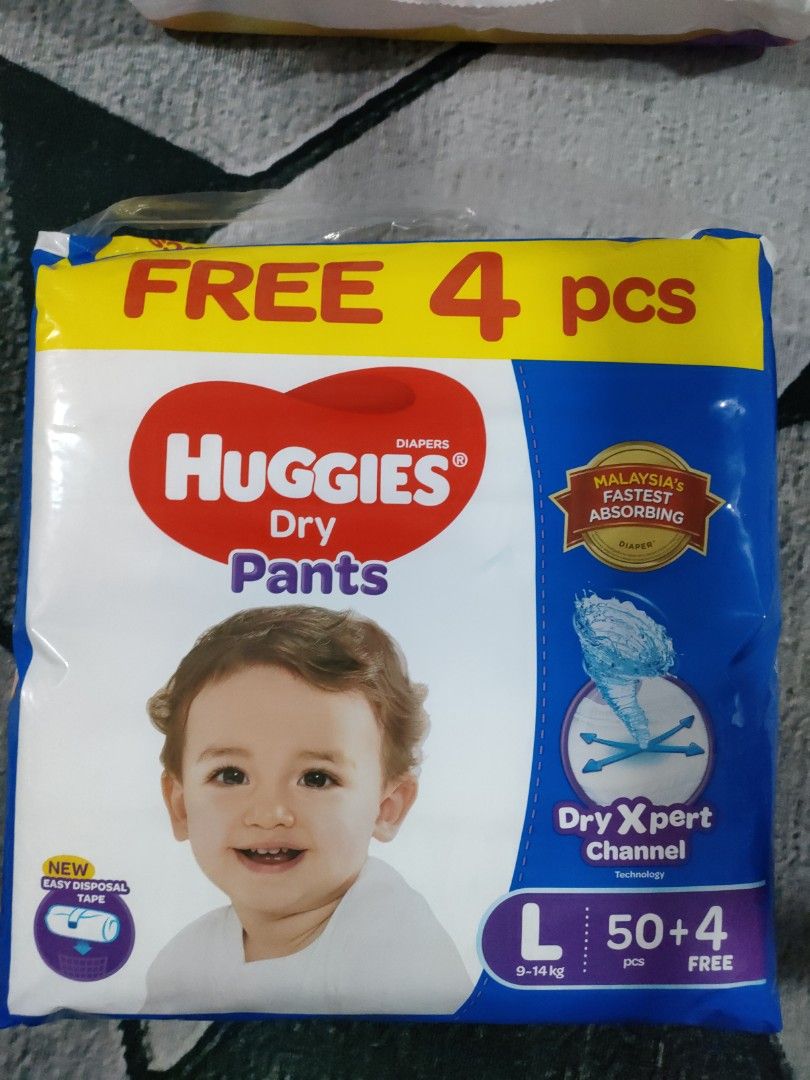 FREE 4 pcs
DIAPERS
HUGGIES®
Dry
Pants
MALAYSIA's
FASTEST
ABSORBING
DIAPER
Dry Xpert
Channel
Technology
NEW
EASY DISPOSAL
TAPE
L
9-14 kg
50+4
pcs
FREE